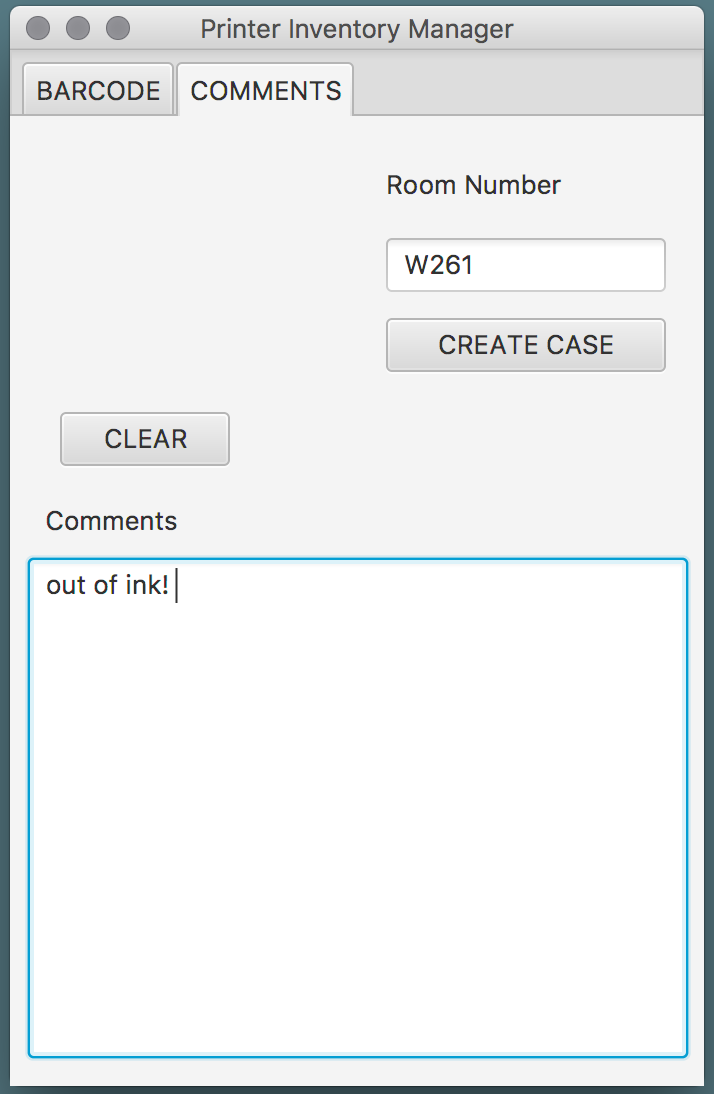 Printer Inventory Manager
BARCODE COMMENTS
Room Number
W261
CREATE CASE
CLEAR
Comments
out of ink!